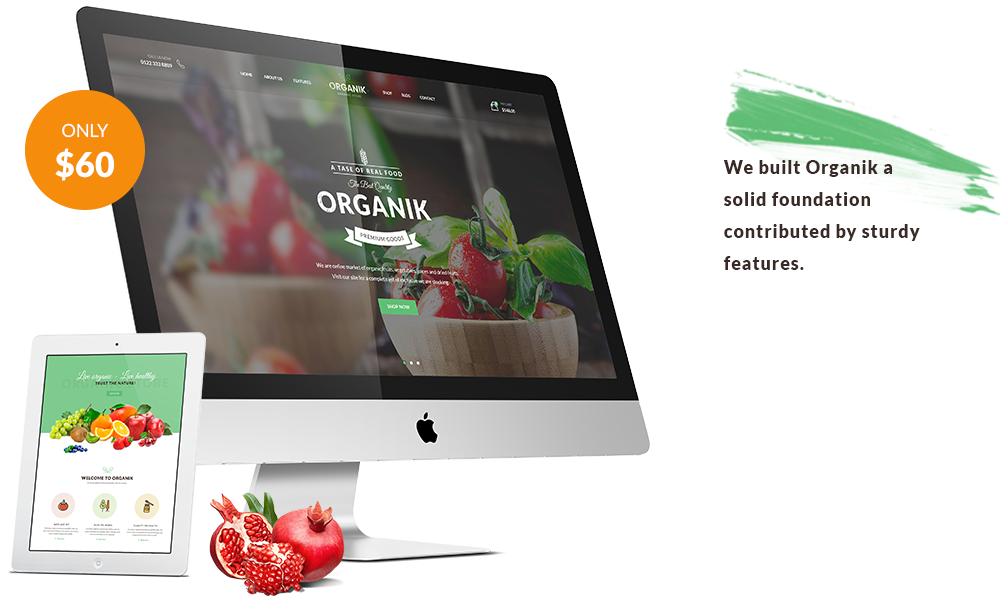 ONLY
$60
We built Organik a
solid foundation
contributed by sturdy
features.
CALL US NOW
0122 333 8889
HOME ABOUT US FEATURES
ORGANIK
SHOP BLOG CONTACT
A TASE OF REAL FOOD
The Best Quality
ORGANIK
PREMIUM GOODS
We are online market of organic fruits, vegetables, juices and dried fruits.
Visit our site for a complete list of exclusive we are stocking.
SHOP NOW
Live organic - Live healthy
TRUST THE NATURE!
WELCOME TO ORGANIK